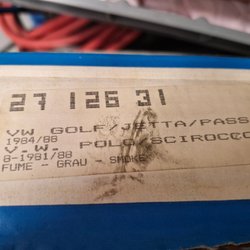 27 126 31
VW GOLF/JETTA/PASS
1984/88
V.W. POLO/SCIROCCO
8-1981/88
FUME - GRAU - SMOKE